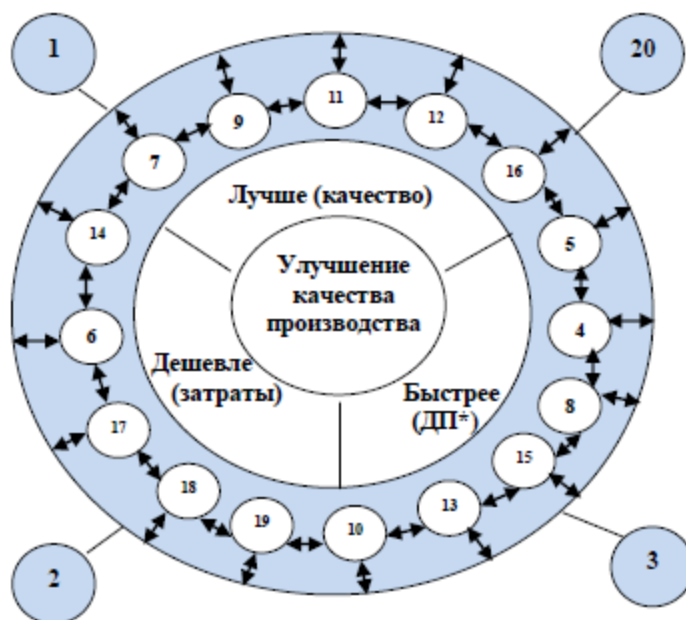 1
20
11
9
12
7
16
Лучше (качество)
14
5
Улучшение
качества
производства
6
4
Дешевле
(затраты)
Быстрее
(ДП*)
8
17
15
18
13
19
10
2
3